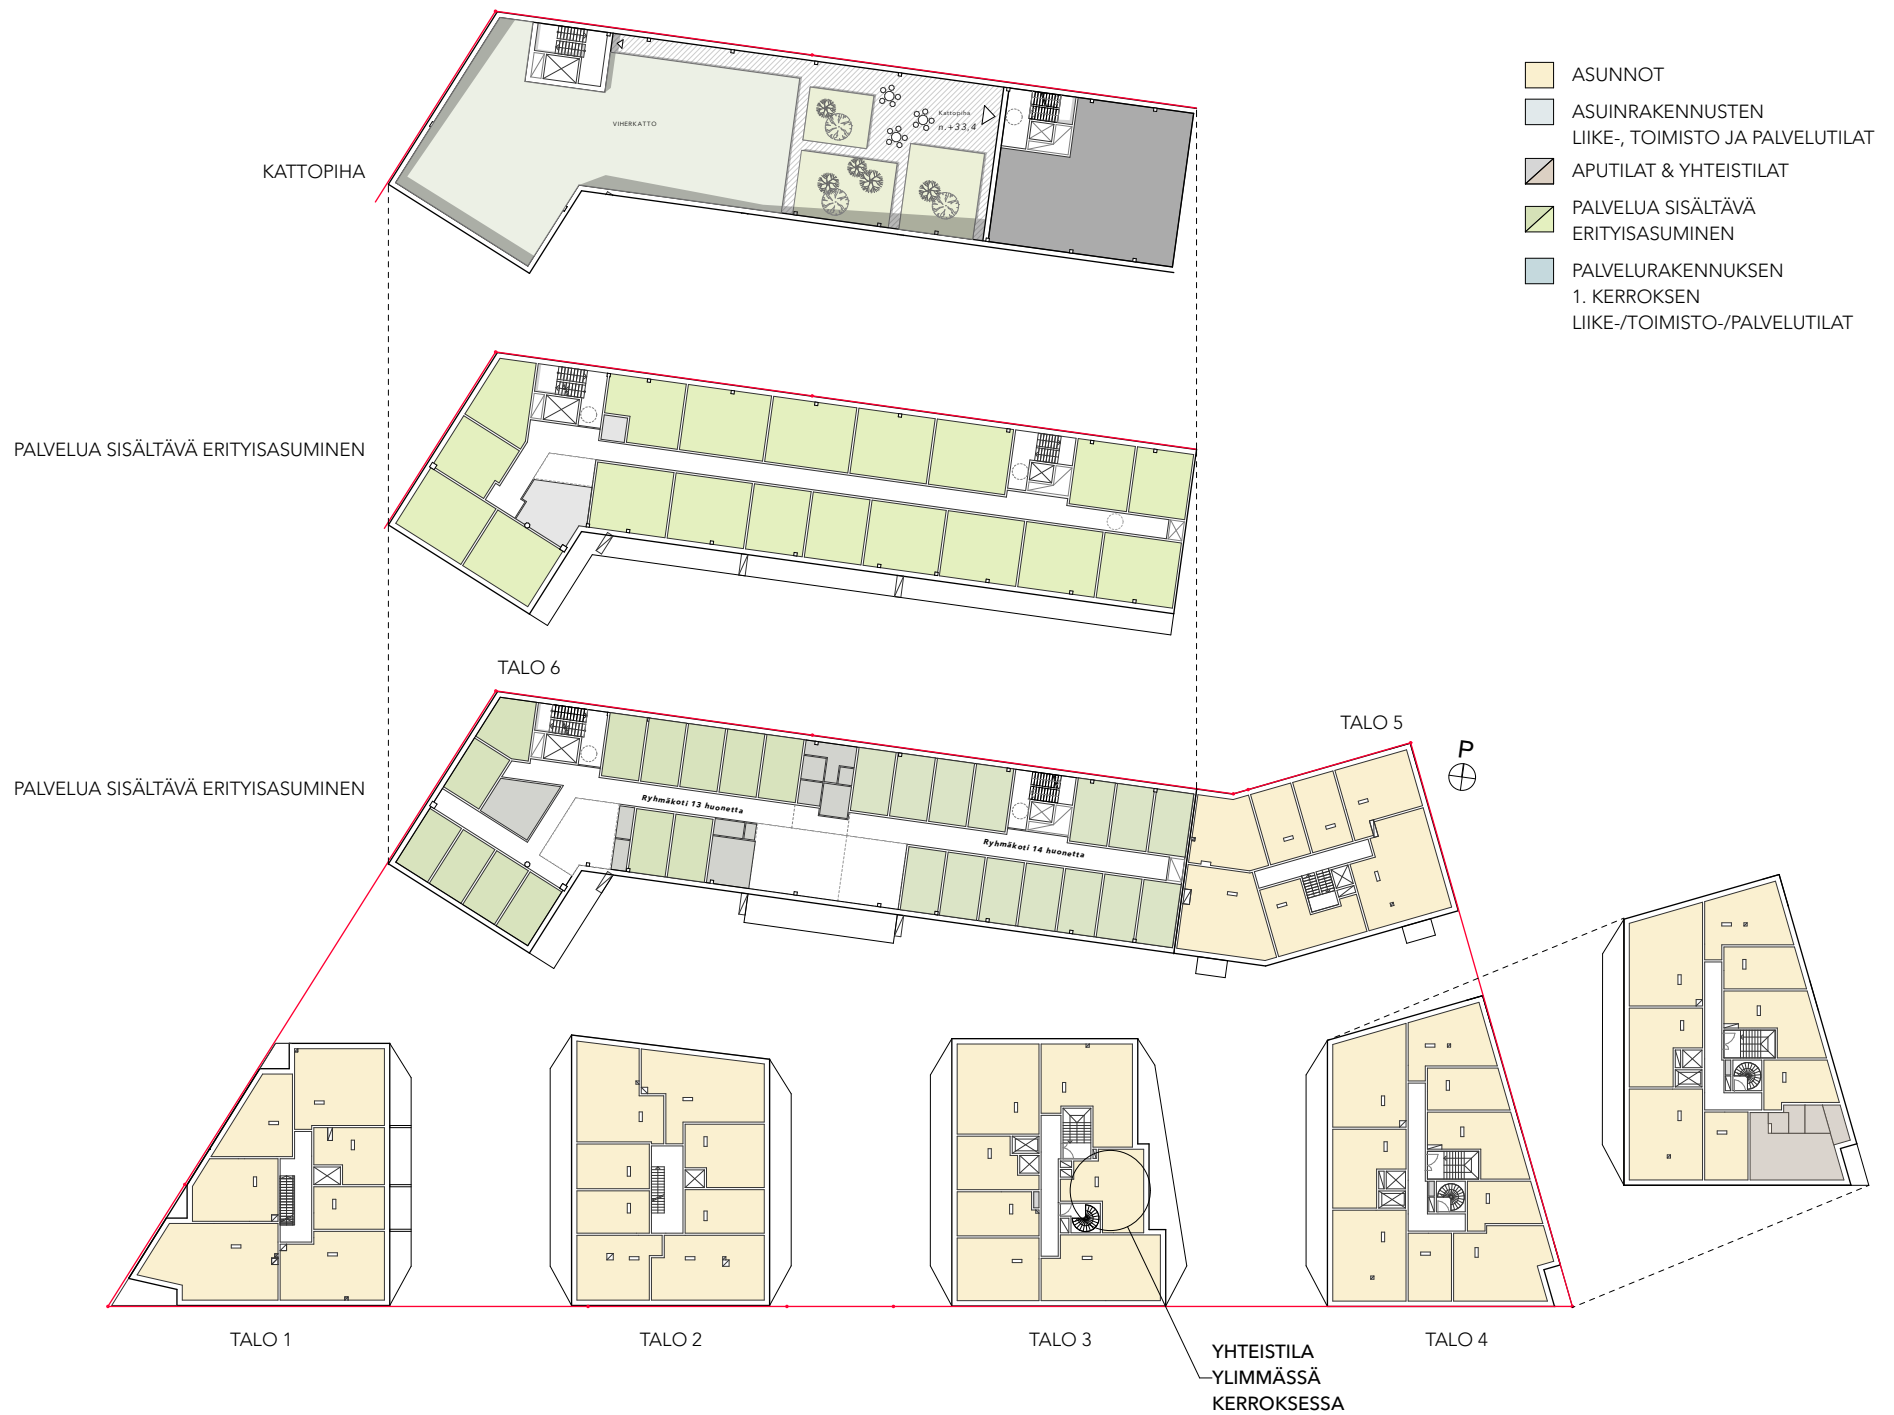 ASUNNOT
ASUINRAKENNUSTEN
LIIKE-, TOIMISTO JA PALVELUTILAT
APUTILAT & YHTEISTILAT
PALVELUA SISÄLTÄVÄ
ERITYISASUMINEN
PALVELURAKENNUKSEN
1. KERROKSEN
LIIKE-/TOIMISTO-/PALVELUTILAT
KATTOPIHA
VIHERKATTO
Kattopiha
n.+33,4
PALVELUA SISÄLTÄVÄ ERITYISASUMINEN
TALO 6
TALO 5
P
PALVELUA SISÄLTÄVÄ ERITYISASUMINEN
Ryhmäkoti 13 huonetta
Ryhmäkoti 14 huonetta
TALO 1
TALO 2
TALO 3
TALO 4
YHTEISTILA
YLIMMÄSSÄ
KERROKSESSA